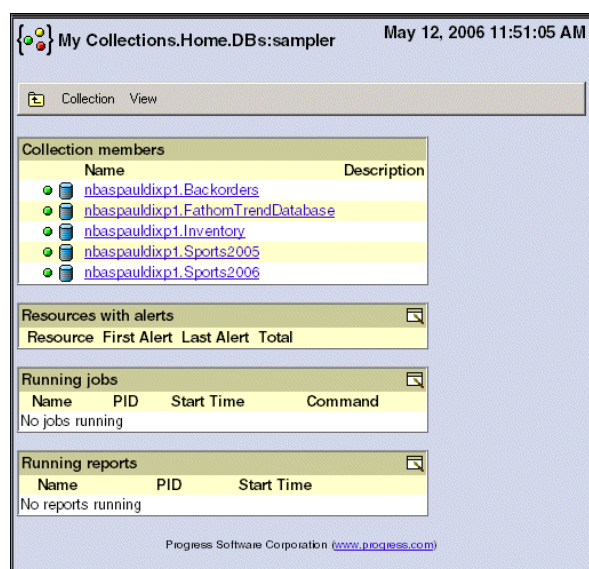 My Collections.Home.DBs:sampler May 12, 2006 11:51:05 AM
Collection View
Collection members
Name Description
nbaspauldixp1.Backorders
nbaspauldixp1.FathomTrendDatabase
nbaspauldixp1.Inventory
nbaspauldixp1.Sports2005
nbaspauldixp1.Sports2006
Resources with alerts
Resource First Alert Last Alert Total
Running jobs
Name PID Start Time Command
No jobs running
Running reports
Name PID Start Time
No reports running
Progress Software Corporation (www.progress.com)